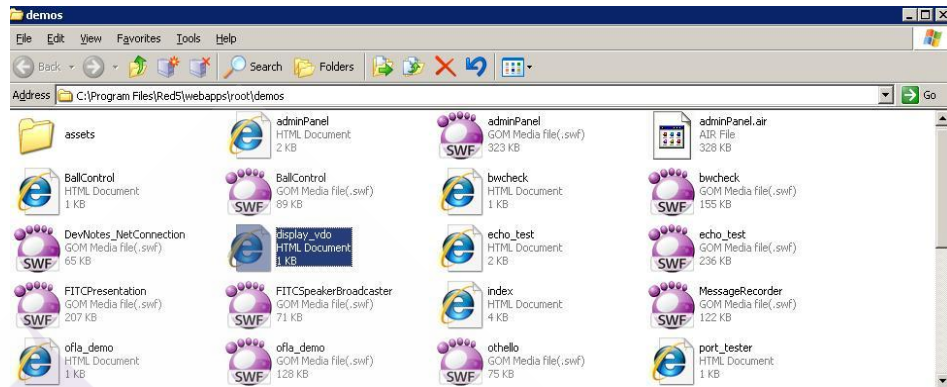 demos
File Edit View Favorites Tools Help
Back Search Folders
Address C:\Program Files\Red5\webapps\root\demos Go
assets
adminPanel
HTML Document
2 KB
adminPanel
GOM Media file(.swf)
323 KB
SWF
adminPanel.air
AIR File
328 KB
BallControl
HTML Document
1 KB
BallControl
GOM Media file(.swf)
89 KB
SWF
bwcheck
HTML Document
1 KB
bwcheck
GOM Media file(.swf)
155 KB
SWF
DevNotes_NetConnection
GOM Media file(.swf)
65 KB
SWF
display_vdo
HTML Document
1 KB
echo_test
HTML Document
2 KB
echo_test
GOM Media file(.swf)
236 KB
SWF
FITCPresentation
GOM Media file(.swf)
207 KB
SWF
FITCSpeakerBroadcaster
GOM Media file(.swf)
71 KB
SWF
index
HTML Document
4 KB
MessageRecorder
GOM Media file(.swf)
122 KB
SWF
ofla_demo
HTML Document
1 KB
ofla_demo
GOM Media file(.swf)
128 KB
SWF
othello
GOM Media file(.swf)
75 KB
SWF
port_tester
HTML Document
1 KB